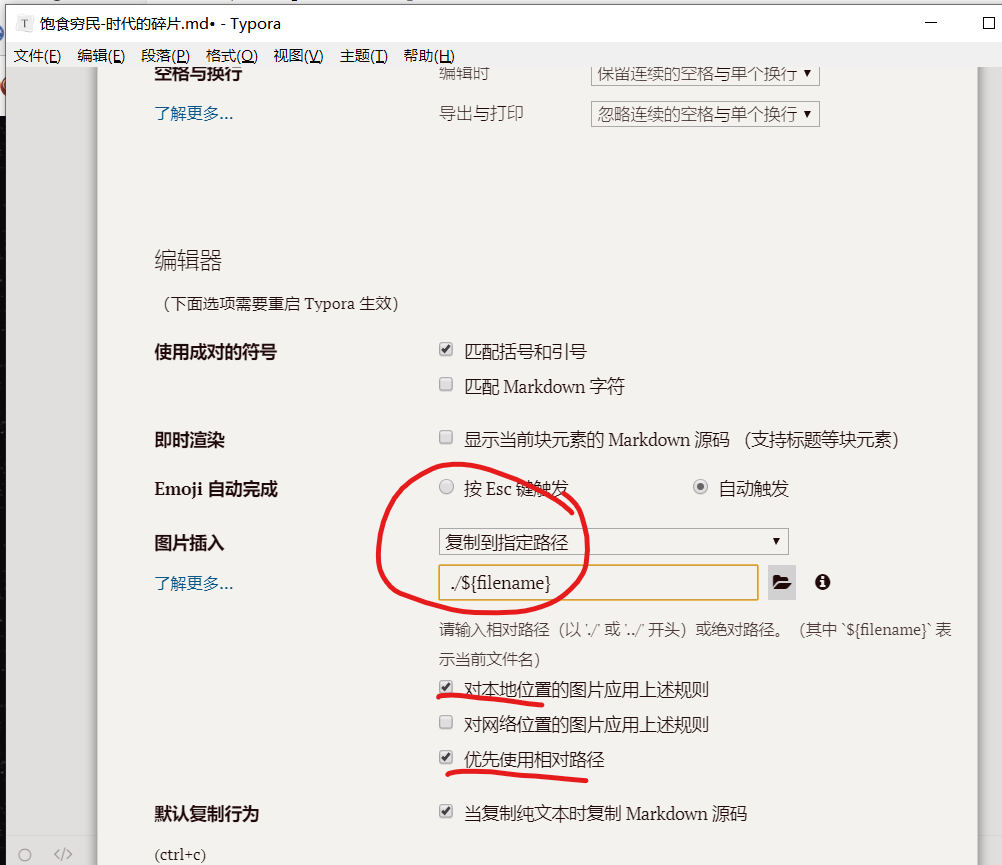 T 饱食穷民-时代的碎片.md• - Typora
文件(F) 编辑(E) 段落(P) 格式(O) 视图(V) 主题(T) 帮助(H)
空格与换行 编辑时 保留连续的空格与单个换行
了解更多... 导出与打印 忽略连续的空格与单个换行
编辑器
（下面选项需要重启 Typora 生效）
使用成对的符号 匹配括号和引号
匹配 Markdown 字符
即时渲染 显示当前块元素的 Markdown 源码 （支持标题等块元素）
Emoji 自动完成 按 Esc 键触发 自动触发
图片插入 复制到指定路径
了解更多... ./${filename}
请输入相对路径（以 './' 或 '../' 开头）或绝对路径。（其中 `${filename}` 表
示当前文件名）
对本地位置的图片应用上述规则
对网络位置的图片应用上述规则
优先使用相对路径
默认复制行为 当复制纯文本时复制 Markdown 源码
(ctrl+c)